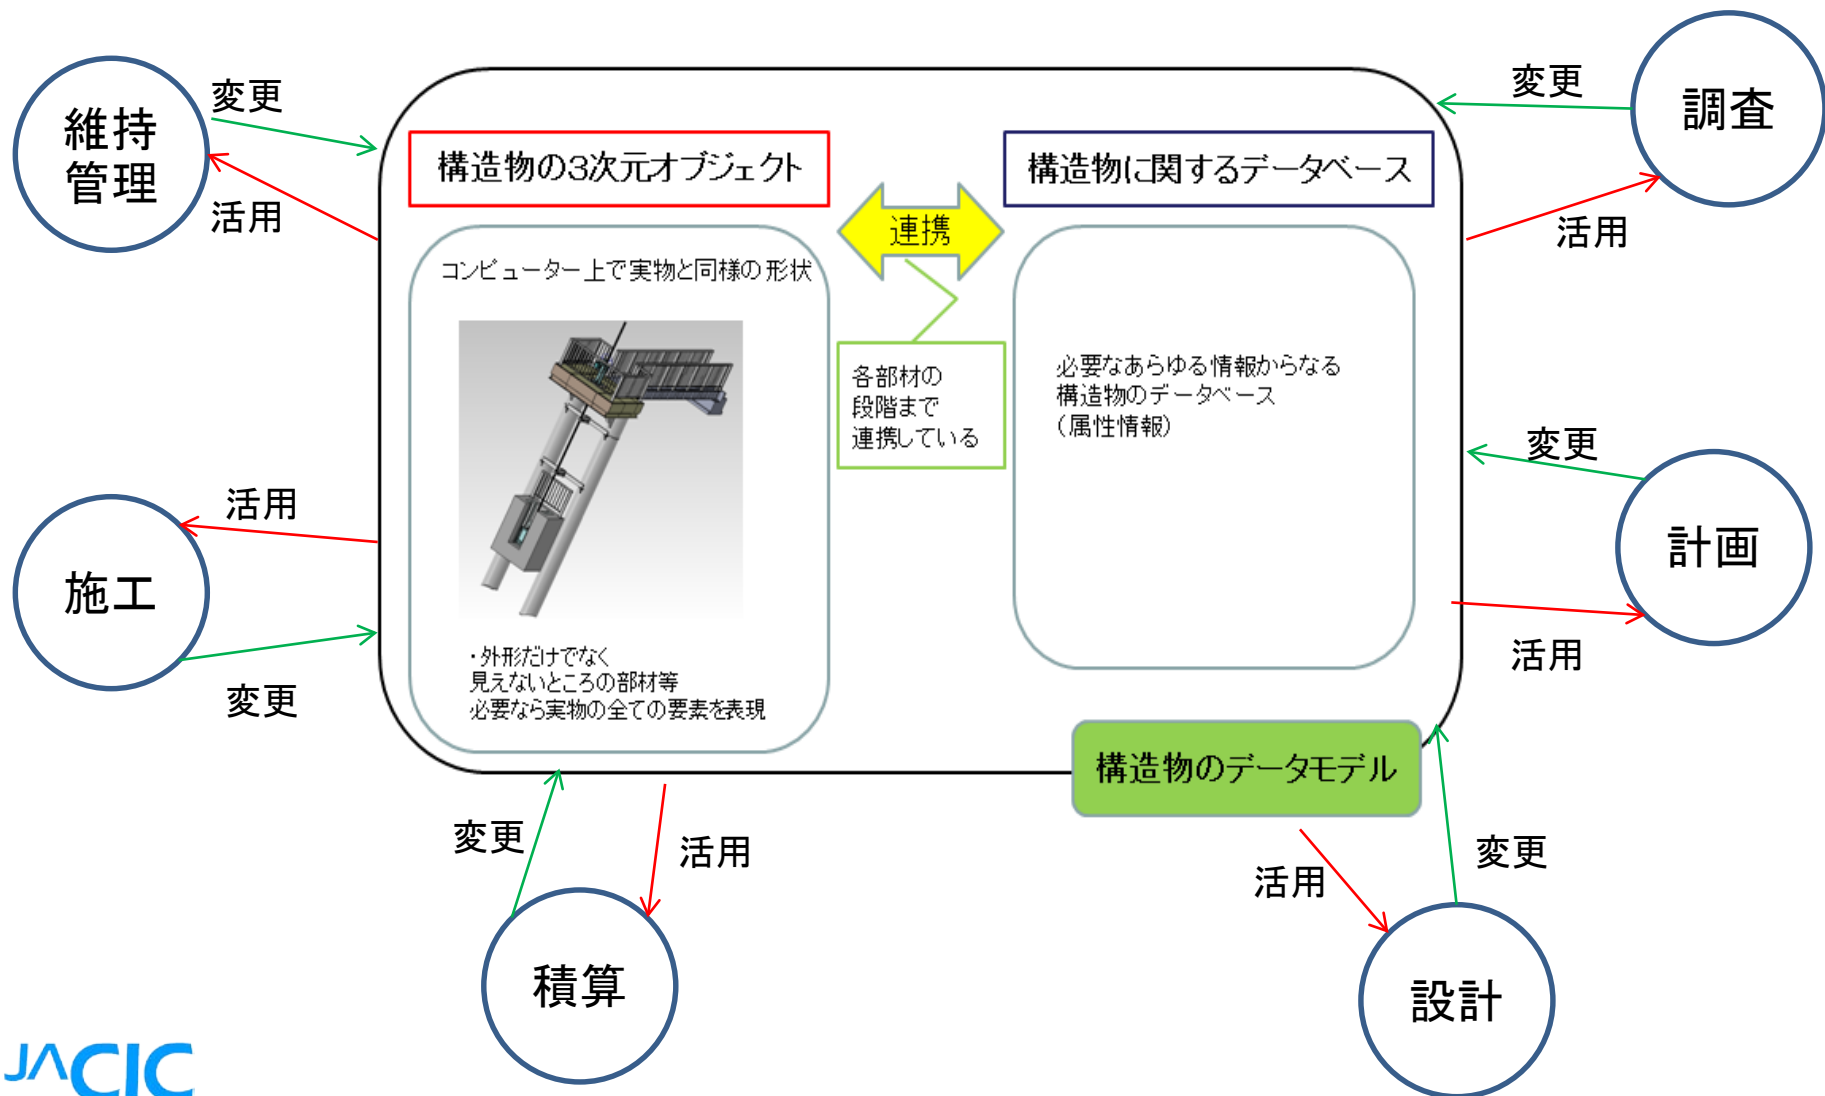 維持
管理
変更
活用
変更
調査
活用
構造物の3次元オブジェクト
構造物に関するデータベース
連携
コンピューター上で実物と同様の形状
各部材の
段階まで
連携している
必要なあらゆる情報からなる
構造物のデータベース
（属性情報）
・外形だけでなく
見えないところの部材等
必要なら実物の全ての要素を表現
変更
計画
活用
活用
施工
変更
構造物のデータモデル
変更
活用
積算
活用
変更
設計
JACIC